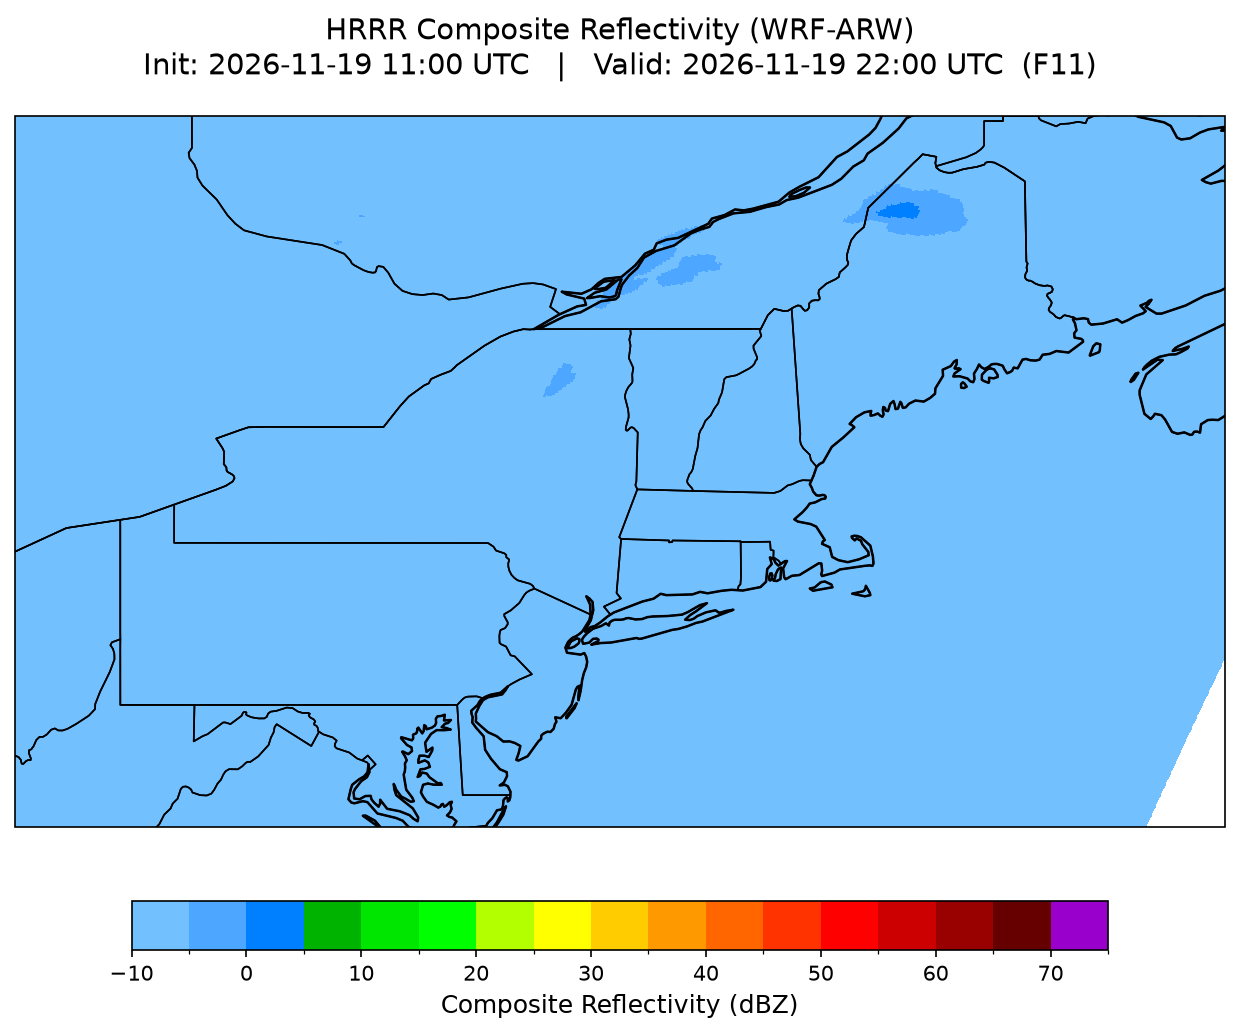 HRRR Composite Reflectivity (WRF-ARW)
Init: 2026-11-19 11:00 UTC | Valid: 2026-11-19 22:00 UTC (F11)
−10 0 10 20 30 40 50 60 70
Composite Reflectivity (dBZ)